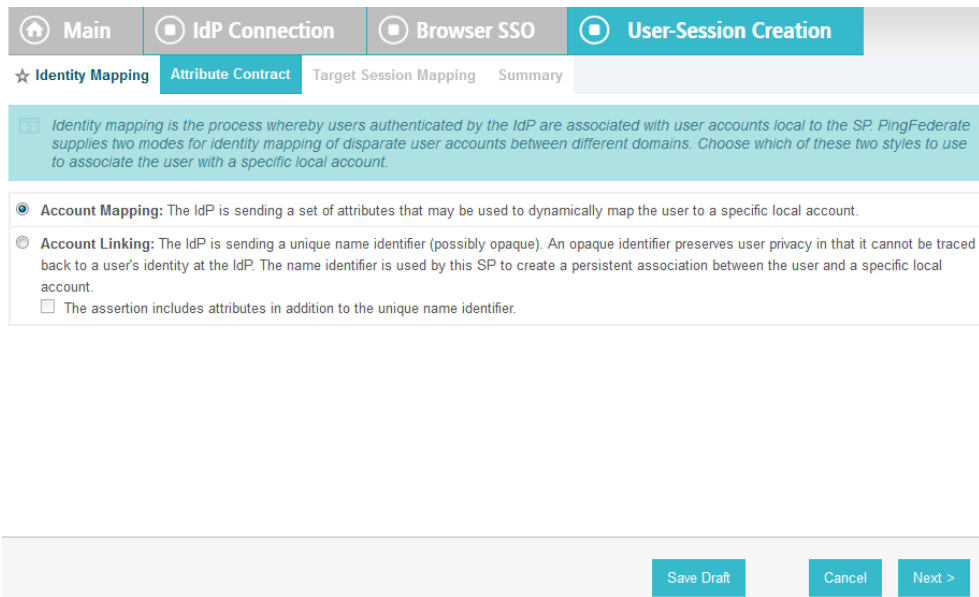 Main
IdP Connection
Browser SSO
User-Session Creation
Identity Mapping
Attribute Contract
Target Session Mapping
Summary
Identity mapping is the process whereby users authenticated by the IdP are associated with user accounts local to the SP. PingFederate
supplies two modes for identity mapping of disparate user accounts between different domains. Choose which of these two styles to use
to associate the user with a specific local account.
Account Mapping: The IdP is sending a set of attributes that may be used to dynamically map the user to a specific local account.
Account Linking: The IdP is sending a unique name identifier (possibly opaque). An opaque identifier preserves user privacy in that it cannot be traced
back to a user's identity at the IdP. The name identifier is used by this SP to create a persistent association between the user and a specific local
account.
The assertion includes attributes in addition to the unique name identifier.
Save Draft
Cancel
Next >